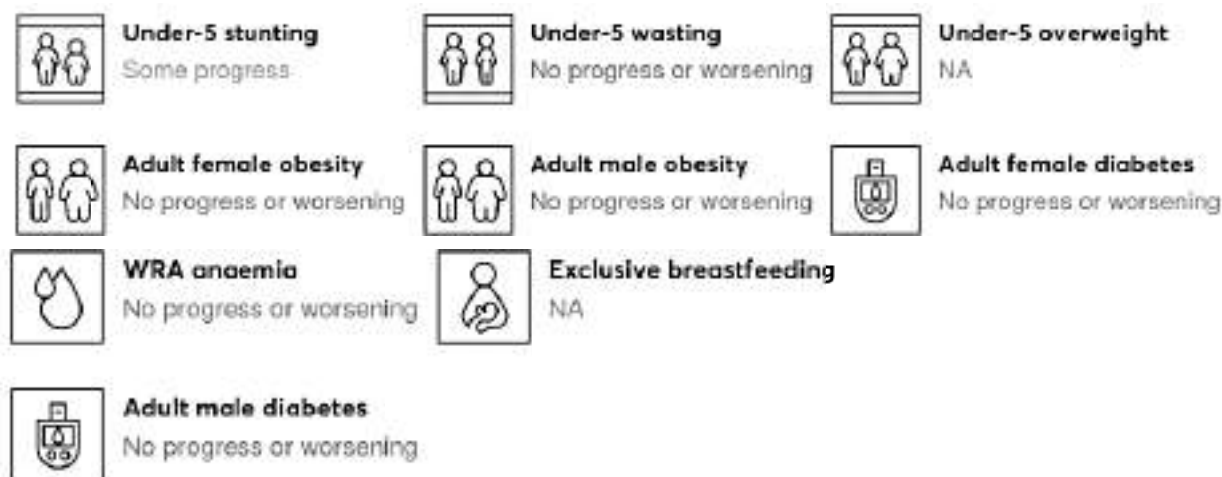 Under-5 stunting
Some progress
Under-5 wasting
No progress or worsening
Under-5 overweight
NA
Adult female obesity
No progress or worsening
Adult male obesity
No progress or worsening
Adult female diabetes
No progress or worsening
WRA anaemia
No progress or worsening
Exclusive breastfeeding
NA
Adult male diabetes
No progress or worsening